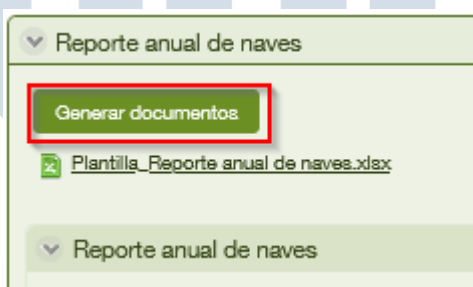 Reporte anual de naves
Generar documentos
Plantilla_Reporte anual de naves.xlsx
Reporte anual de naves